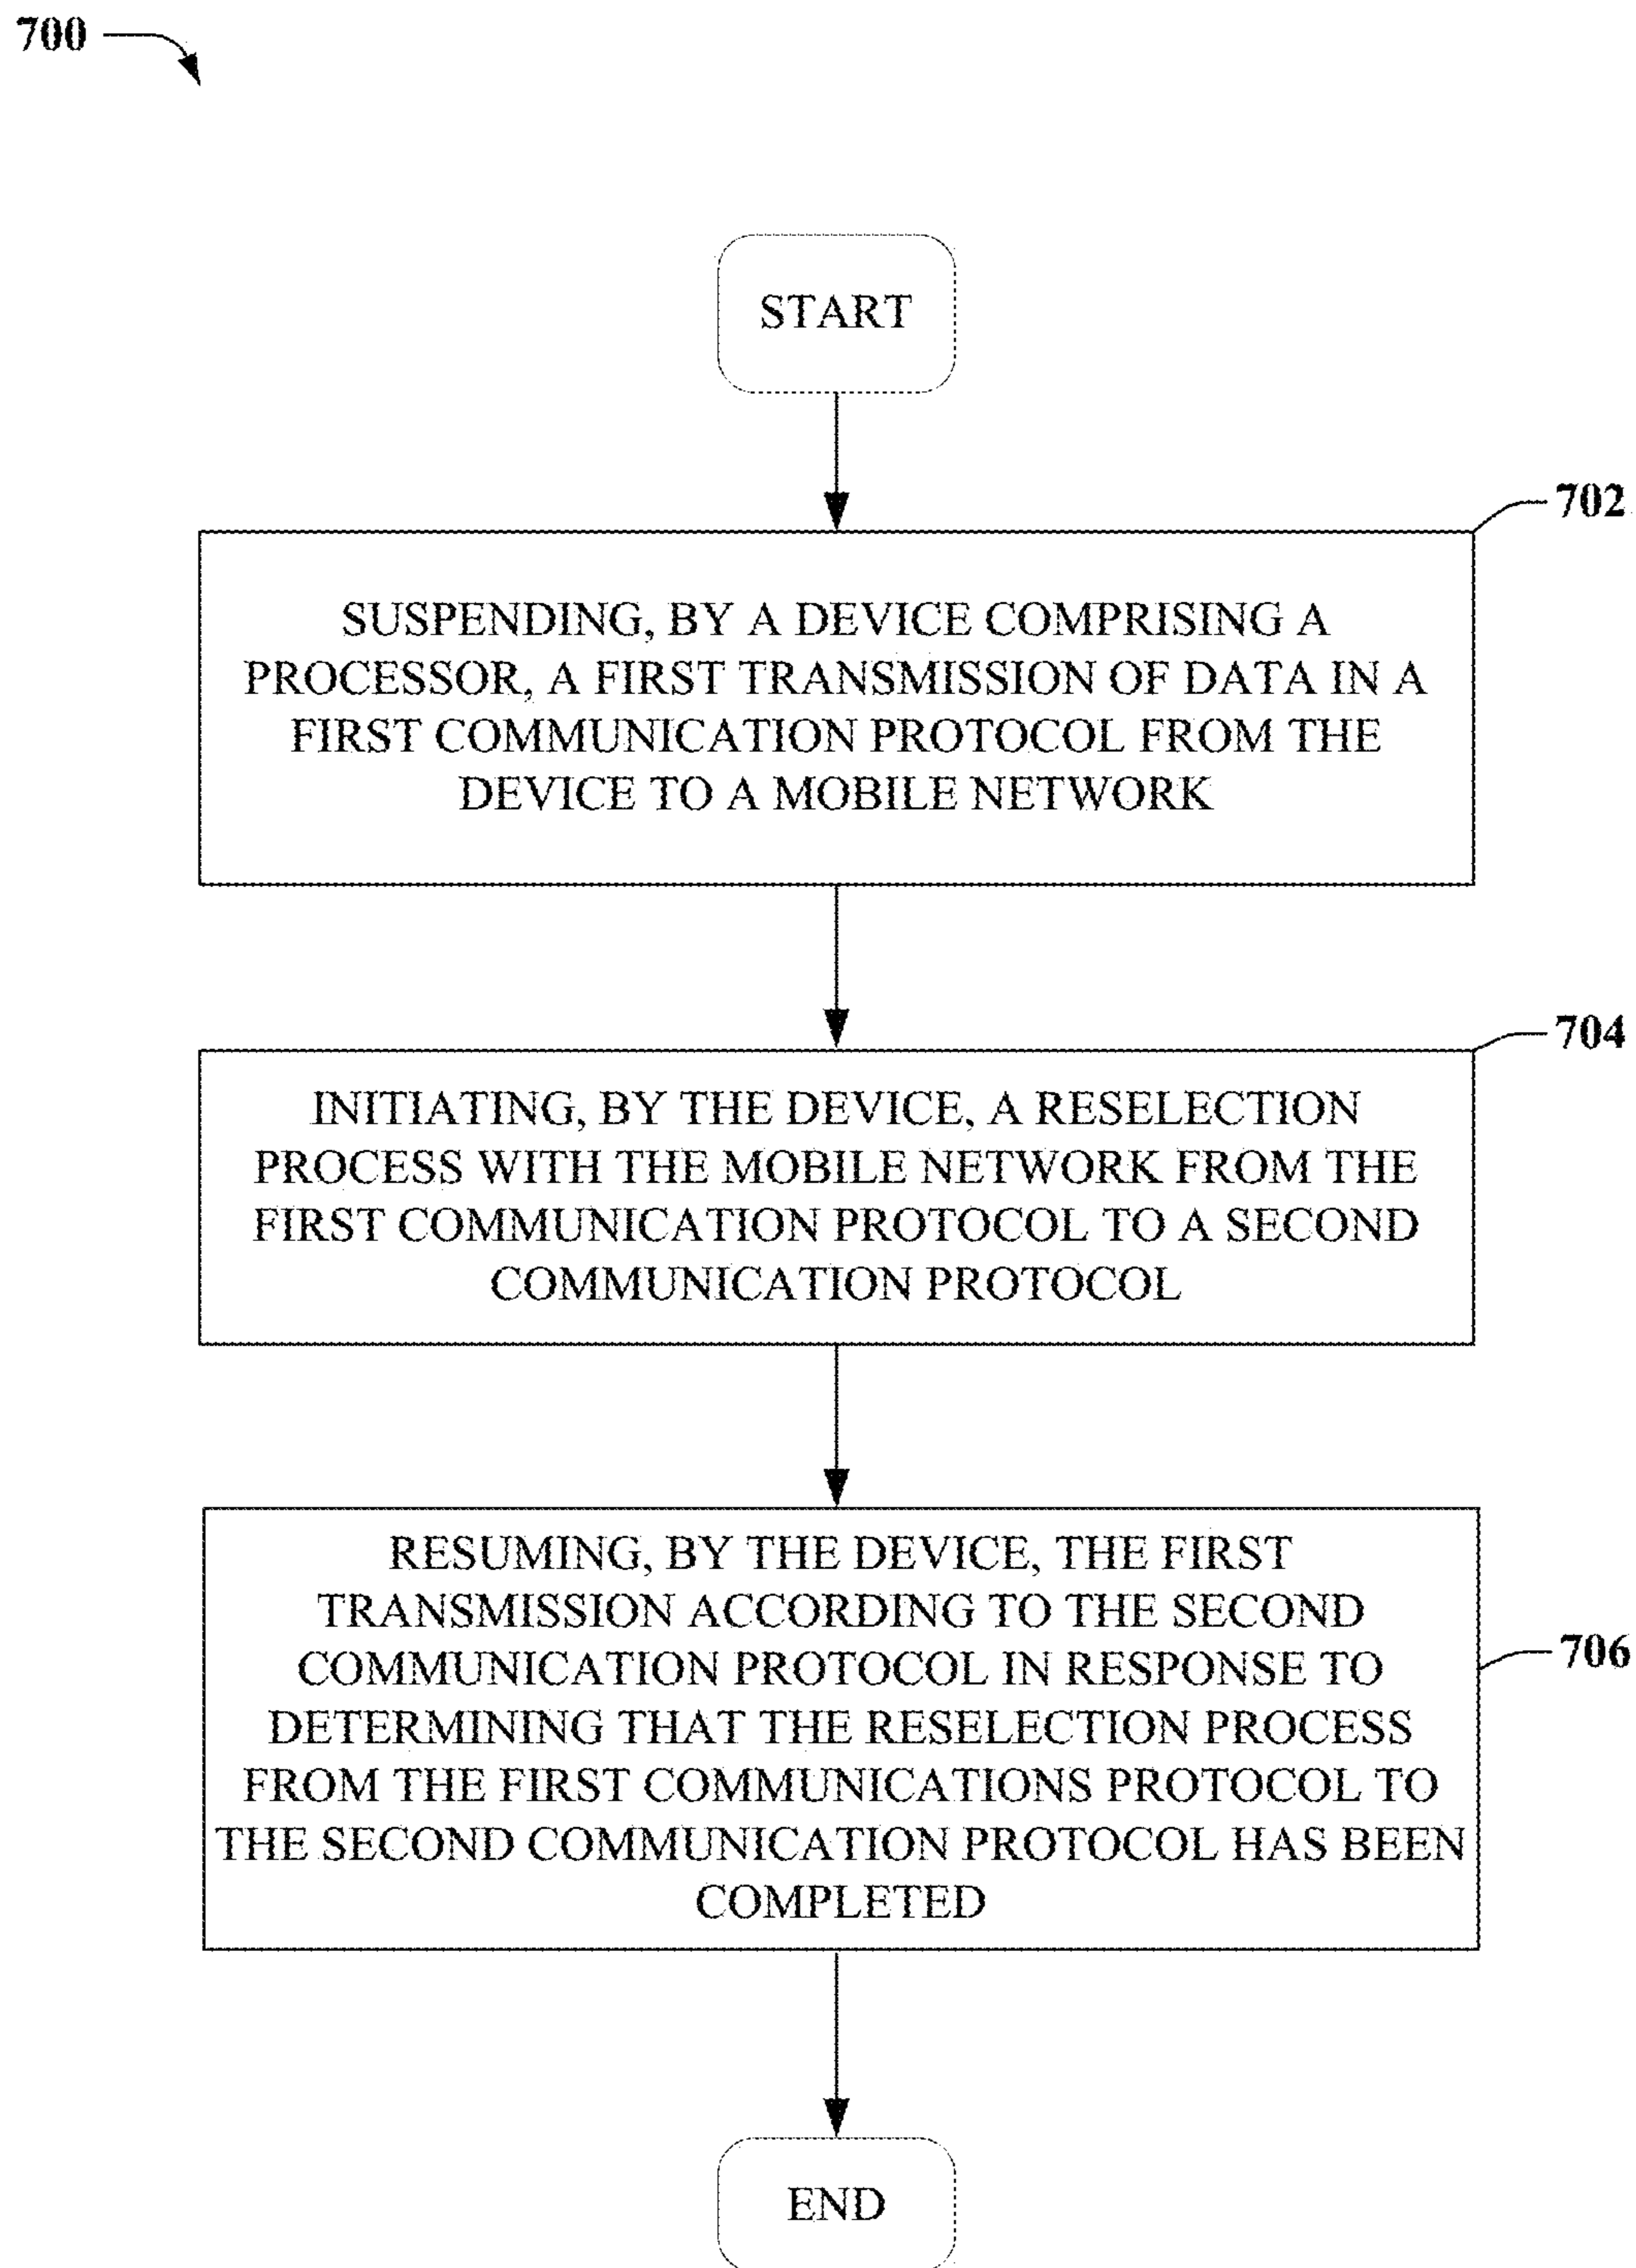 700
START
702
SUSPENDING, BY A DEVICE COMPRISING A
PROCESSOR, A FIRST TRANSMISSION OF DATA IN A
FIRST COMMUNICATION PROTOCOL FROM THE
DEVICE TO A MOBILE NETWORK
704
INITIATING, BY THE DEVICE, A RESELECTION
PROCESS WITH THE MOBILE NETWORK FROM THE
FIRST COMMUNICATION PROTOCOL TO A SECOND
COMMUNICATION PROTOCOL
RESUMING, BY THE DEVICE, THE FIRST
TRANSMISSION ACCORDING TO THE SECOND
COMMUNICATION PROTOCOL IN RESPONSE TO
706
DETERMINING THAT THE RESELECTION PROCESS
FROM THE FIRST COMMUNICATIONS PROTOCOL TO
THE SECOND COMMUNICATION PROTOCOL HAS BEEN
COMPLETED
END